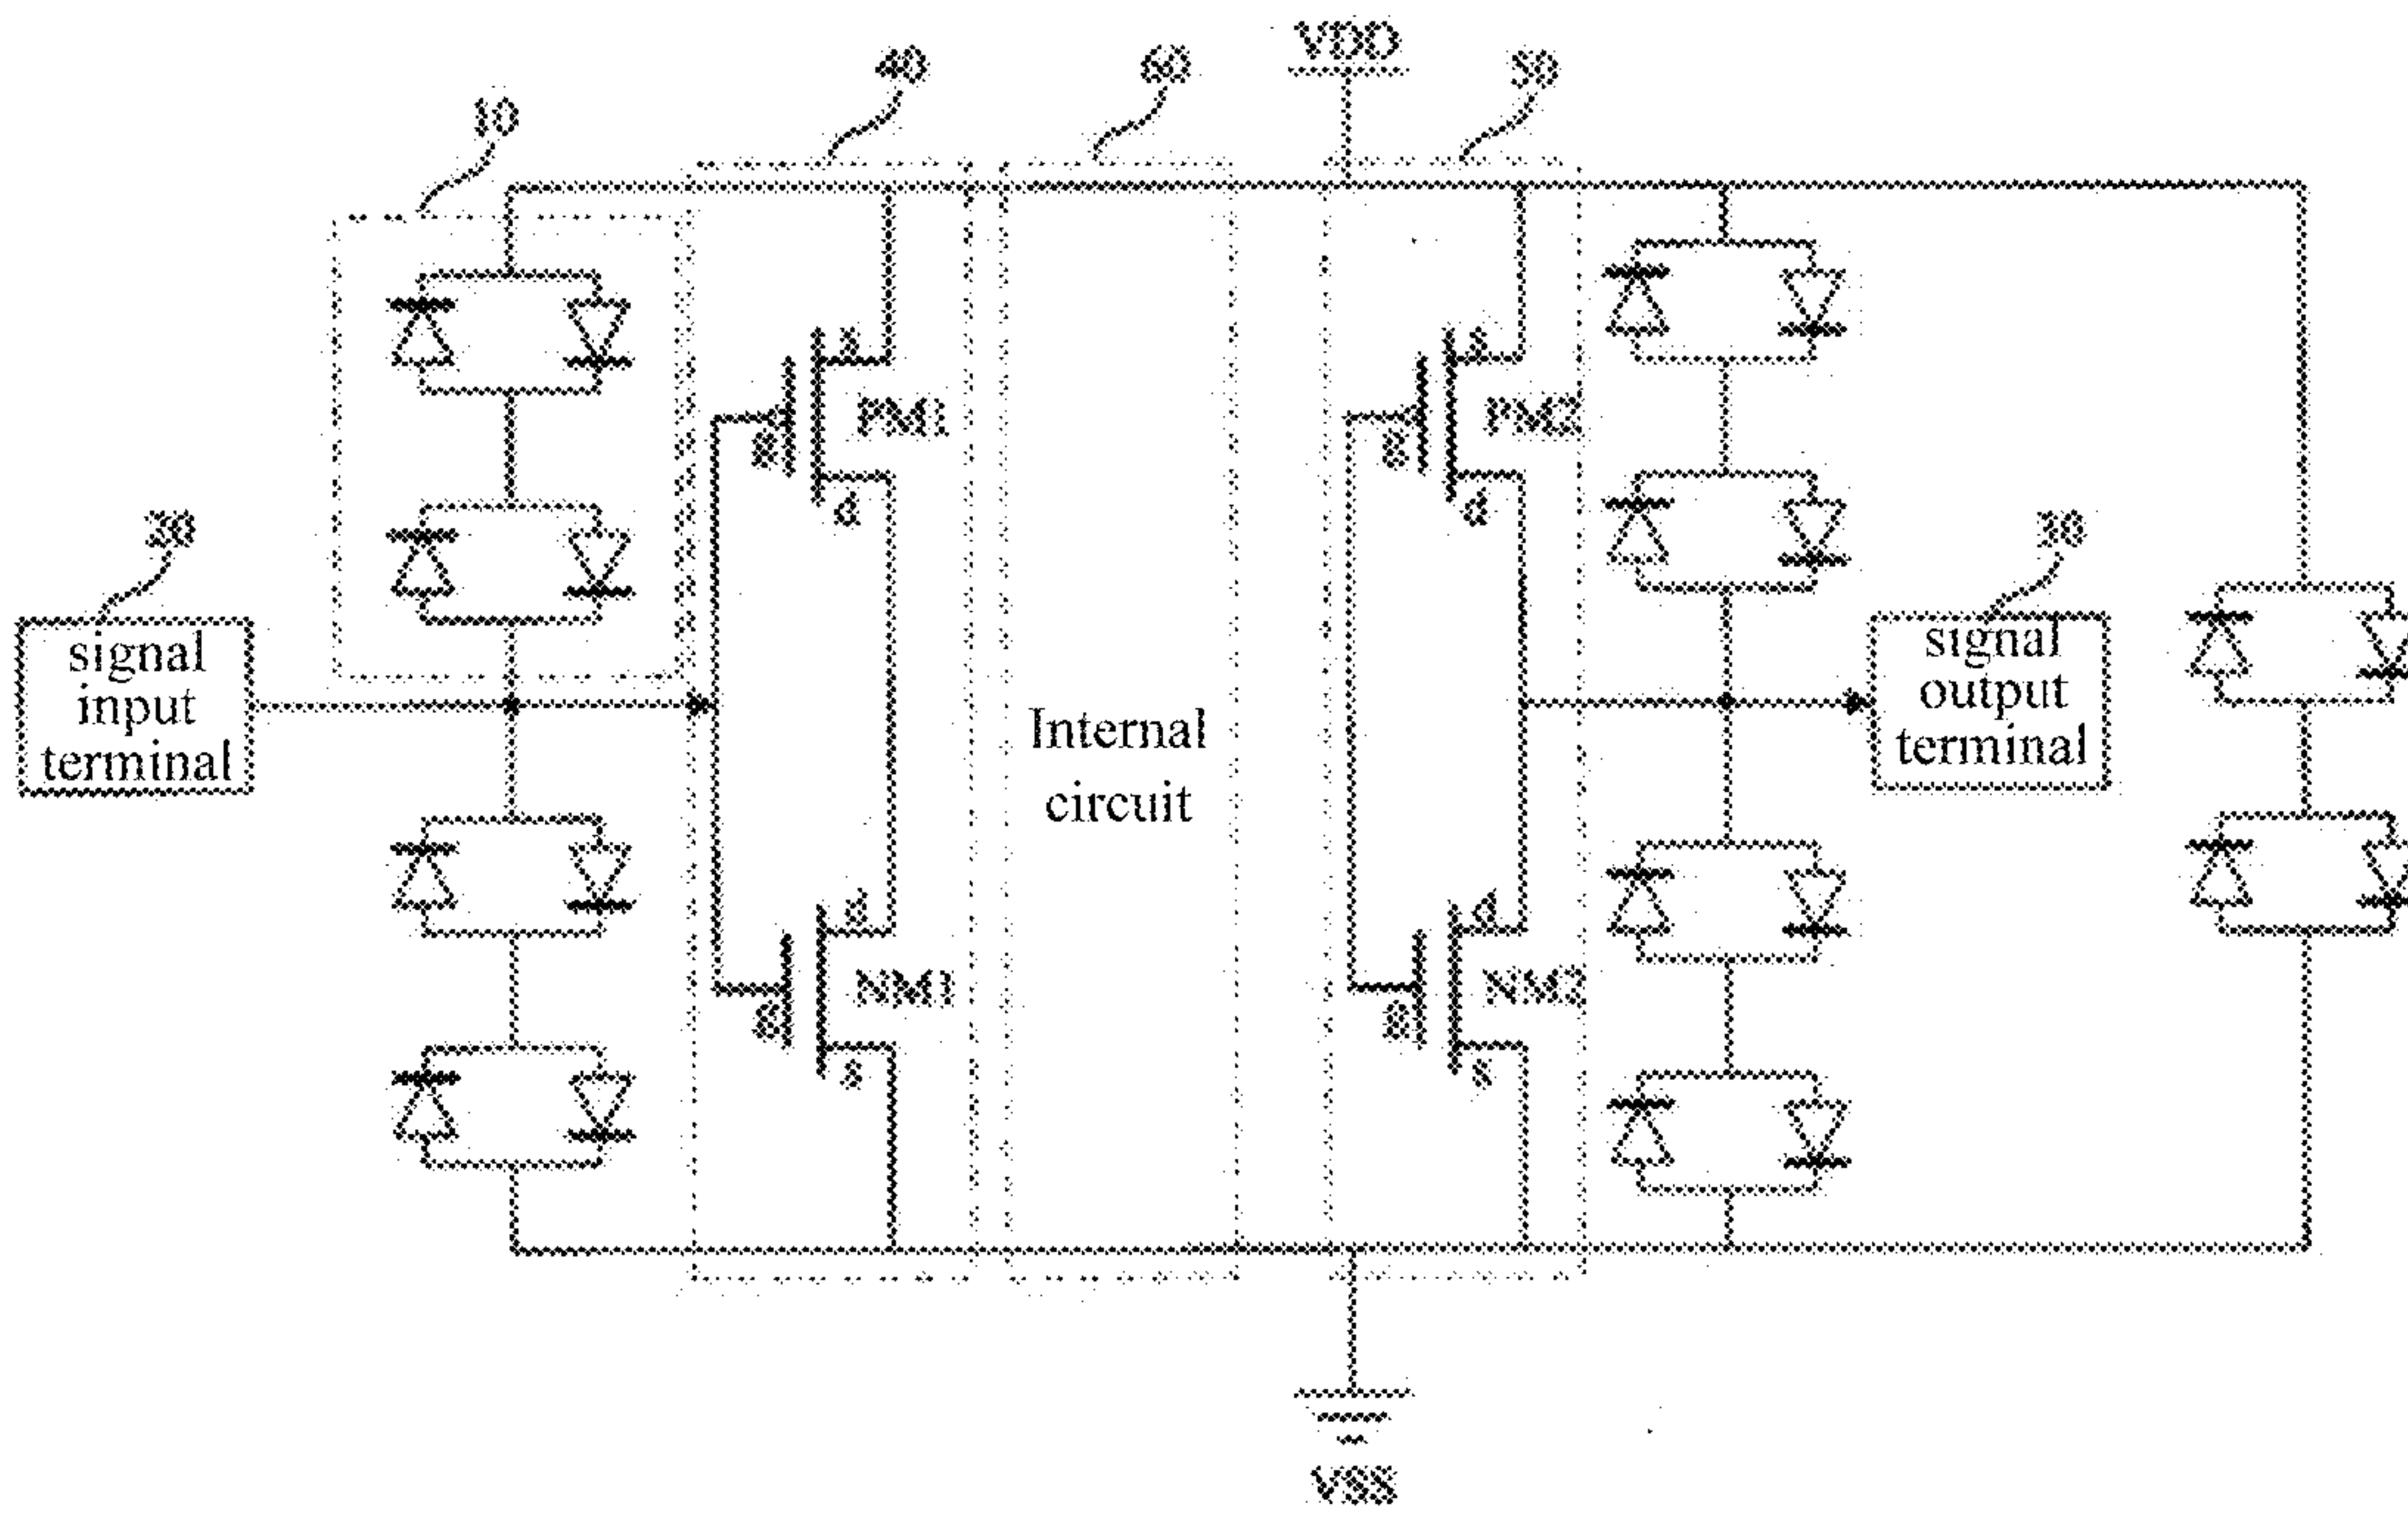 VDD
40
60
50
10
s
s
PM1
PM2
g
g
d
d
20
30
signal
input
terminal
signal
output
terminal
Internal
circuit
d
d
NM1
NM2
g
g
s
s
VSS